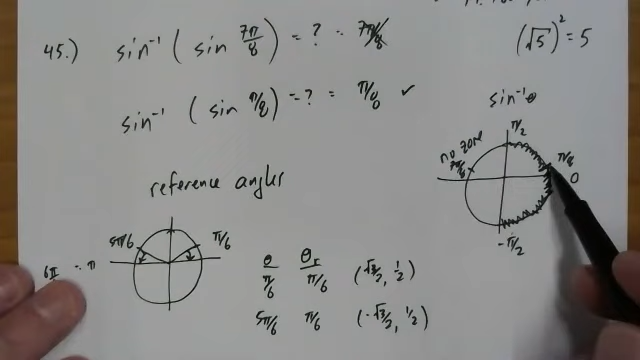 45.) sin⁻¹ ( sin 7π/8 ) = ? = 7π/8
(√5)² = 5
sin⁻¹ ( sin π/8 ) = ? = π/8 ✓
sin⁻¹θ
π/2
no zone
7π/8
π/8
0
-π/2
reference angles
5π/6
π/6
6π/6 = π
θ θr
π/6 π/6 (√3/2, 1/2)
5π/6 π/6 (-√3/2, 1/2)